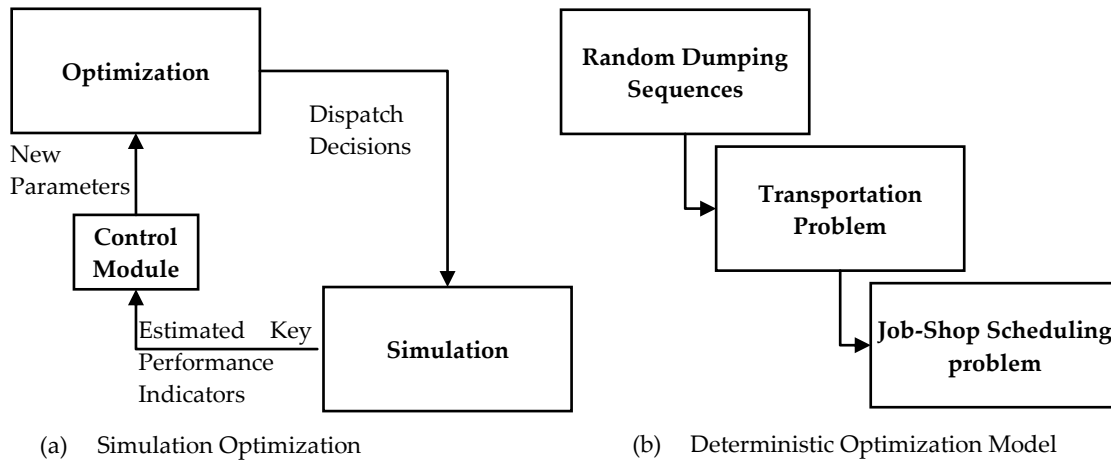 Optimization
Dispatch
Decisions
New
Parameters
Control
Module
Estimated Key
Performance
Indicators
Simulation
(a) Simulation Optimization
Random Dumping
Sequences
Transportation
Problem
Job-Shop Scheduling
problem
(b) Deterministic Optimization Model